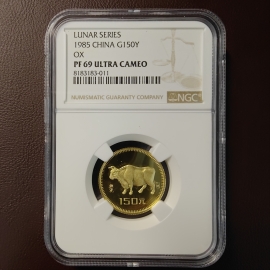 LUNAR SERIES
1985 CHINA G150Y
OX
PF 69 ULTRA CAMEO
8183183-011
NUMISMATIC GUARANTY COMPANY
NGC
150元